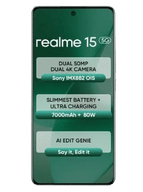 realme 15 5G
DUAL 50MP
DUAL 4K CAMERA
Sony IMX882 OIS
SLIMMEST BATTERY +
ULTRA CHARGING
7000mAh + 80W
AI EDIT GENIE
Say it, Edit it